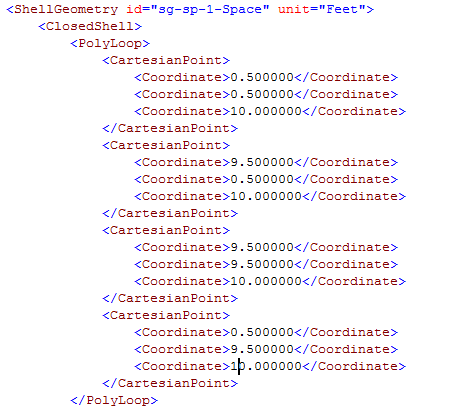 <ShellGeometry id="sg-sp-1-Space" unit="Feet">
<ClosedShell>
<PolyLoop>
<CartesianPoint>
<Coordinate>0.500000</Coordinate>
<Coordinate>0.500000</Coordinate>
<Coordinate>10.000000</Coordinate>
</CartesianPoint>
<CartesianPoint>
<Coordinate>9.500000</Coordinate>
<Coordinate>0.500000</Coordinate>
<Coordinate>10.000000</Coordinate>
</CartesianPoint>
<CartesianPoint>
<Coordinate>9.500000</Coordinate>
<Coordinate>9.500000</Coordinate>
<Coordinate>10.000000</Coordinate>
</CartesianPoint>
<CartesianPoint>
<Coordinate>0.500000</Coordinate>
<Coordinate>9.500000</Coordinate>
<Coordinate>10.000000</Coordinate>
</CartesianPoint>
</PolyLoop>